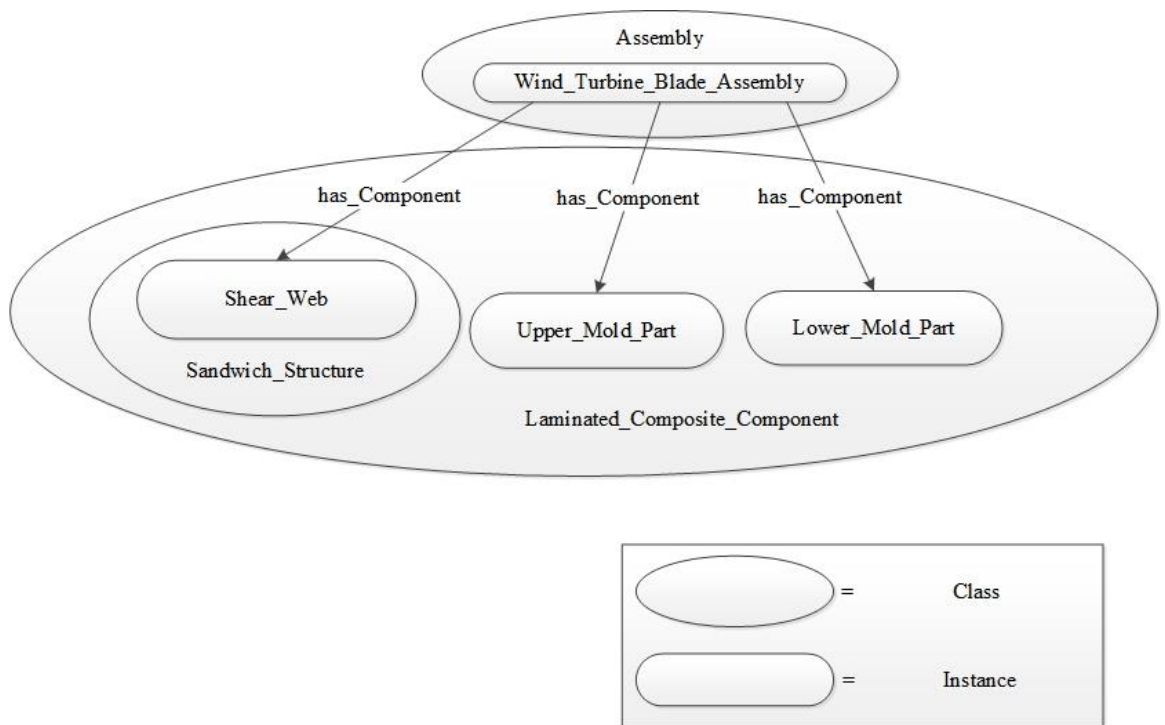 Assembly
Wind_Turbine_Blade_Assembly
has_Component
has_Component
has_Component
Shear_Web
Upper_Mold_Part
Lower_Mold_Part
Sandwich_Structure
Laminated_Composite_Component
= Class
= Instance